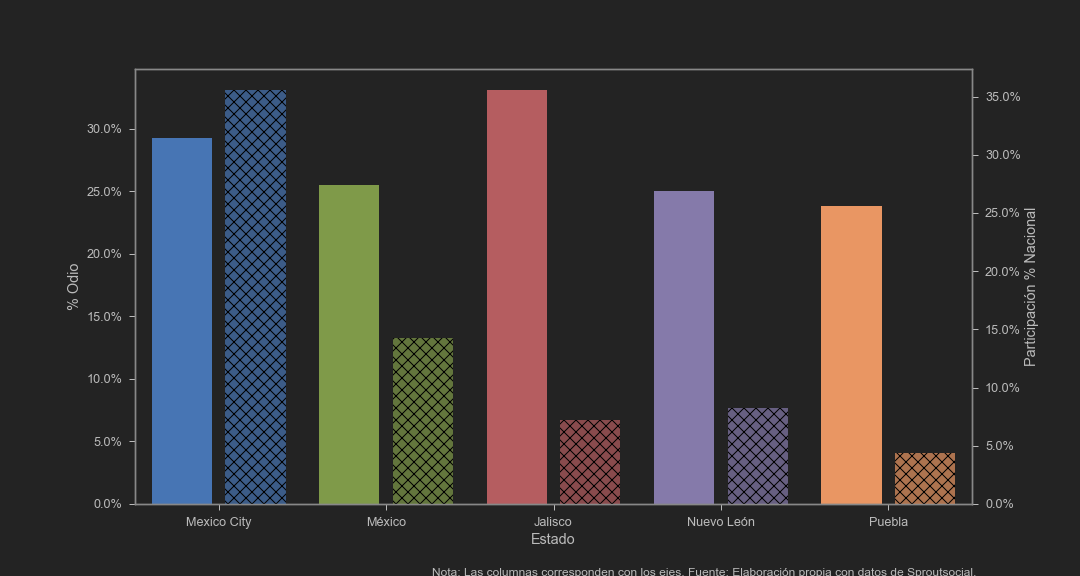 % Odio
30.0%
25.0%
20.0%
15.0%
10.0%
5.0%
0.0%
35.0%
30.0%
25.0%
20.0%
15.0%
10.0%
5.0%
0.0%
Participación % Nacional
Mexico City
México
Jalisco
Nuevo León
Puebla
Estado
Nota: Las columnas corresponden con los ejes. Fuente: Elaboración propia con datos de Sproutsocial.